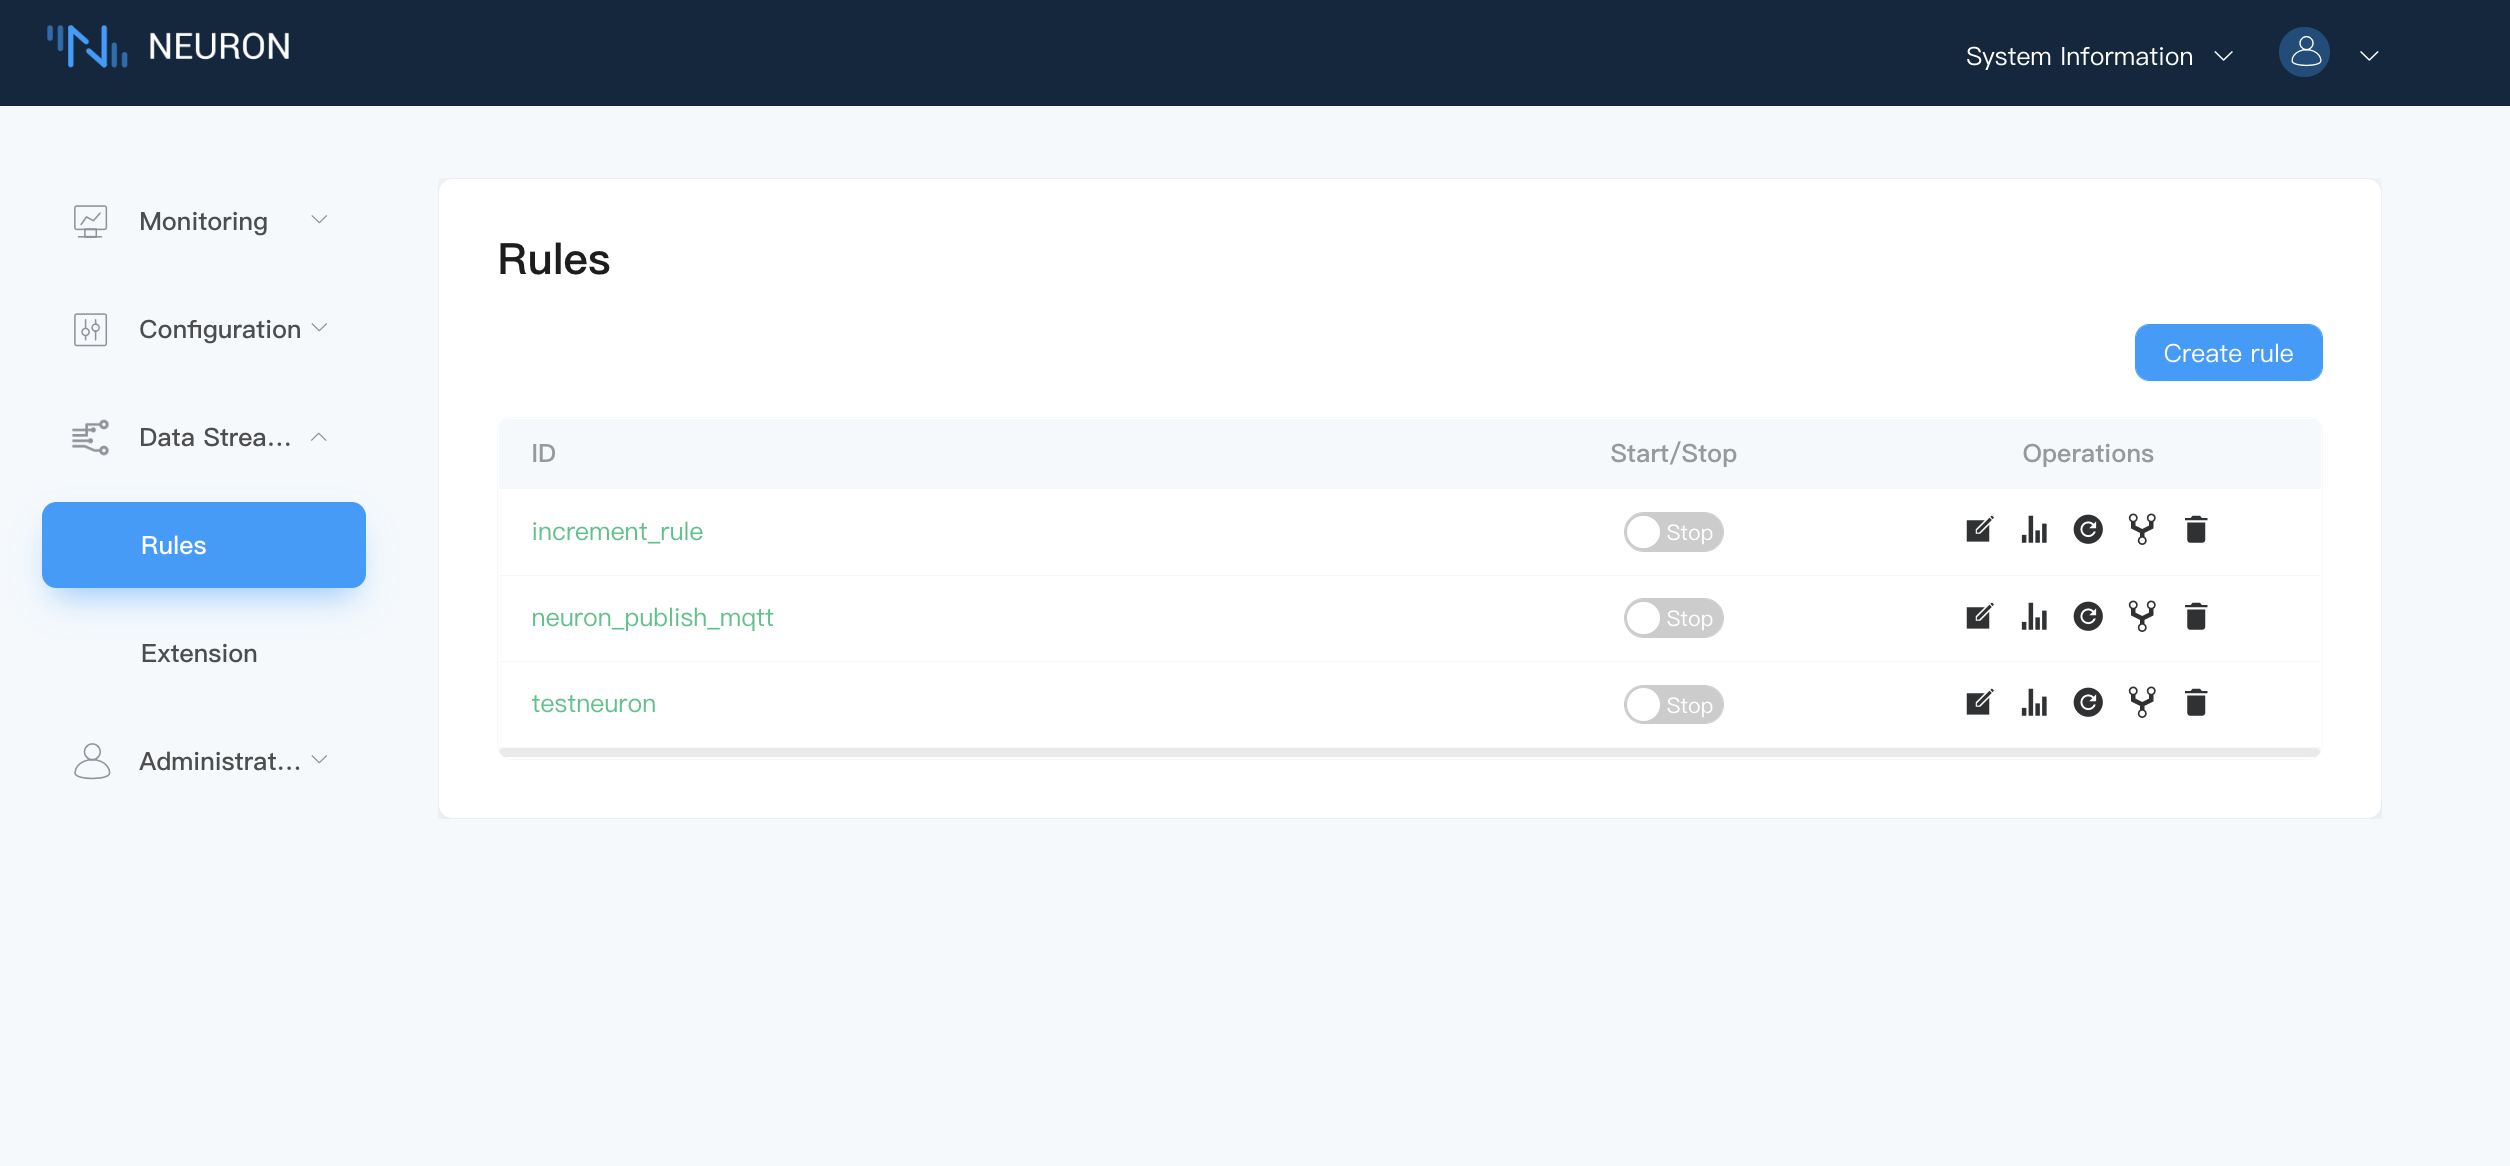 NEURON
System Information
Monitoring
Configuration
Data Strea...
Rules
Extension
Administrat...
Rules
Create rule
ID Start/Stop Operations
increment_rule Stop
neuron_publish_mqtt Stop
testneuron Stop